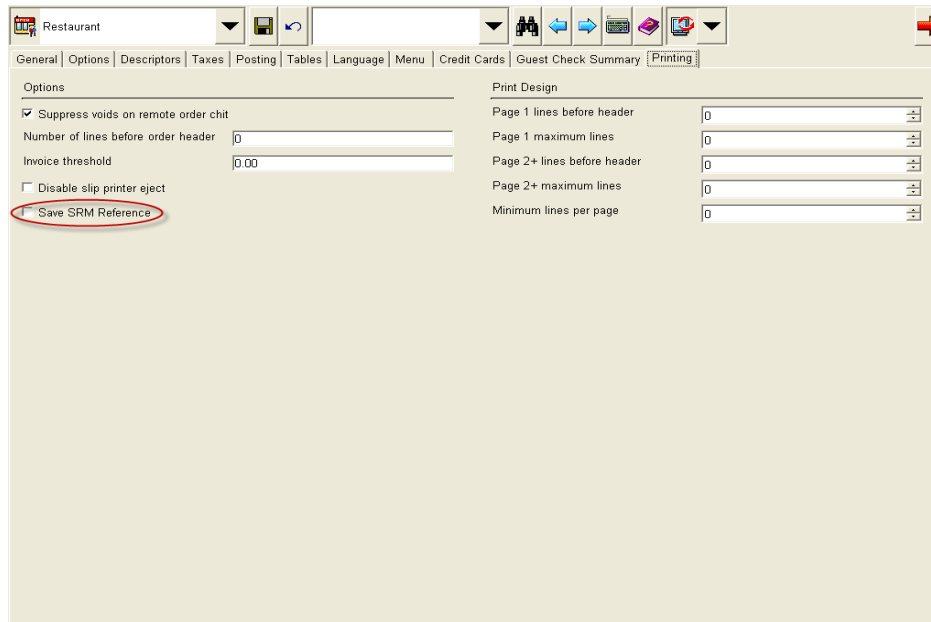 Restaurant
General Options Descriptors Taxes Posting Tables Language Menu Credit Cards Guest Check Summary Printing
Options
Suppress voids on remote order chit
Number of lines before order header 0
Invoice threshold 0.00
Disable slip printer eject
Save SRM Reference
Print Design
Page 1 lines before header 0
Page 1 maximum lines 0
Page 2+ lines before header 0
Page 2+ maximum lines 0
Minimum lines per page 0